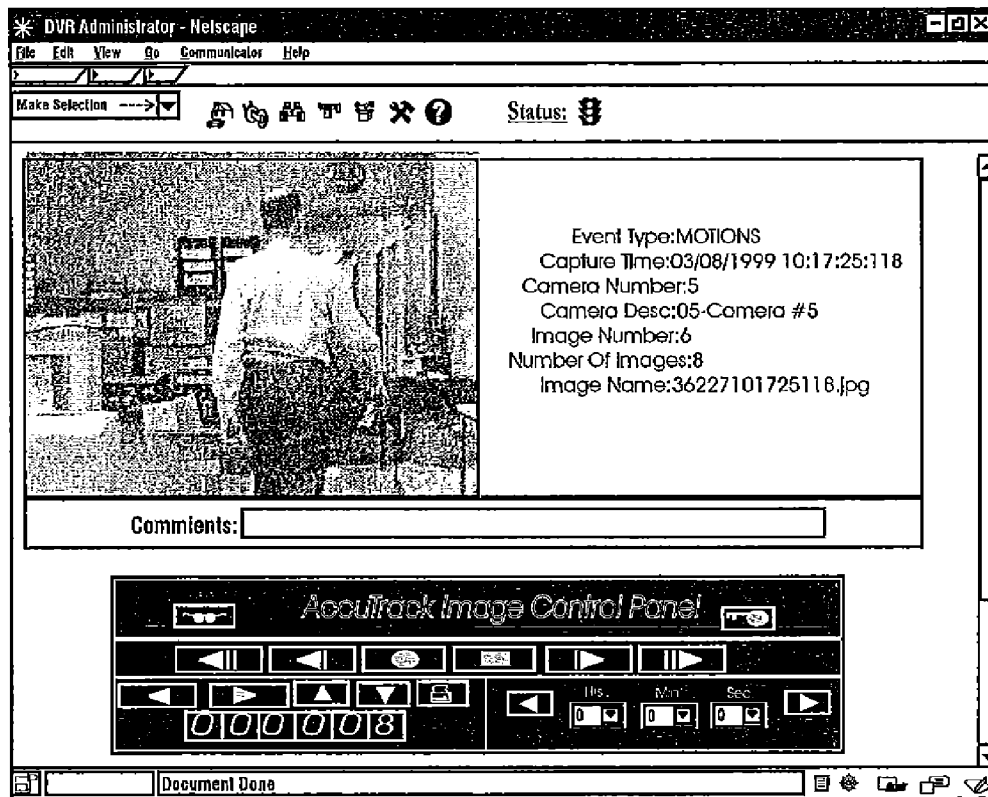 DVR Administrator - Netscape
File Edit View Go Communicator Help
Make Selection --->
Status:
Event Type:MOTIONS
Capture Time:03/08/1999 10:17:25:118
Camera Number:5
Camera Desc:05-Camera #5
Image Number:6
Number Of Images:8
Image Name:36227101725118.jpg
Comments:
AccuTrack Image Control Panel
Hrs. Min. Sec.
0 0 0
000008
Document Done